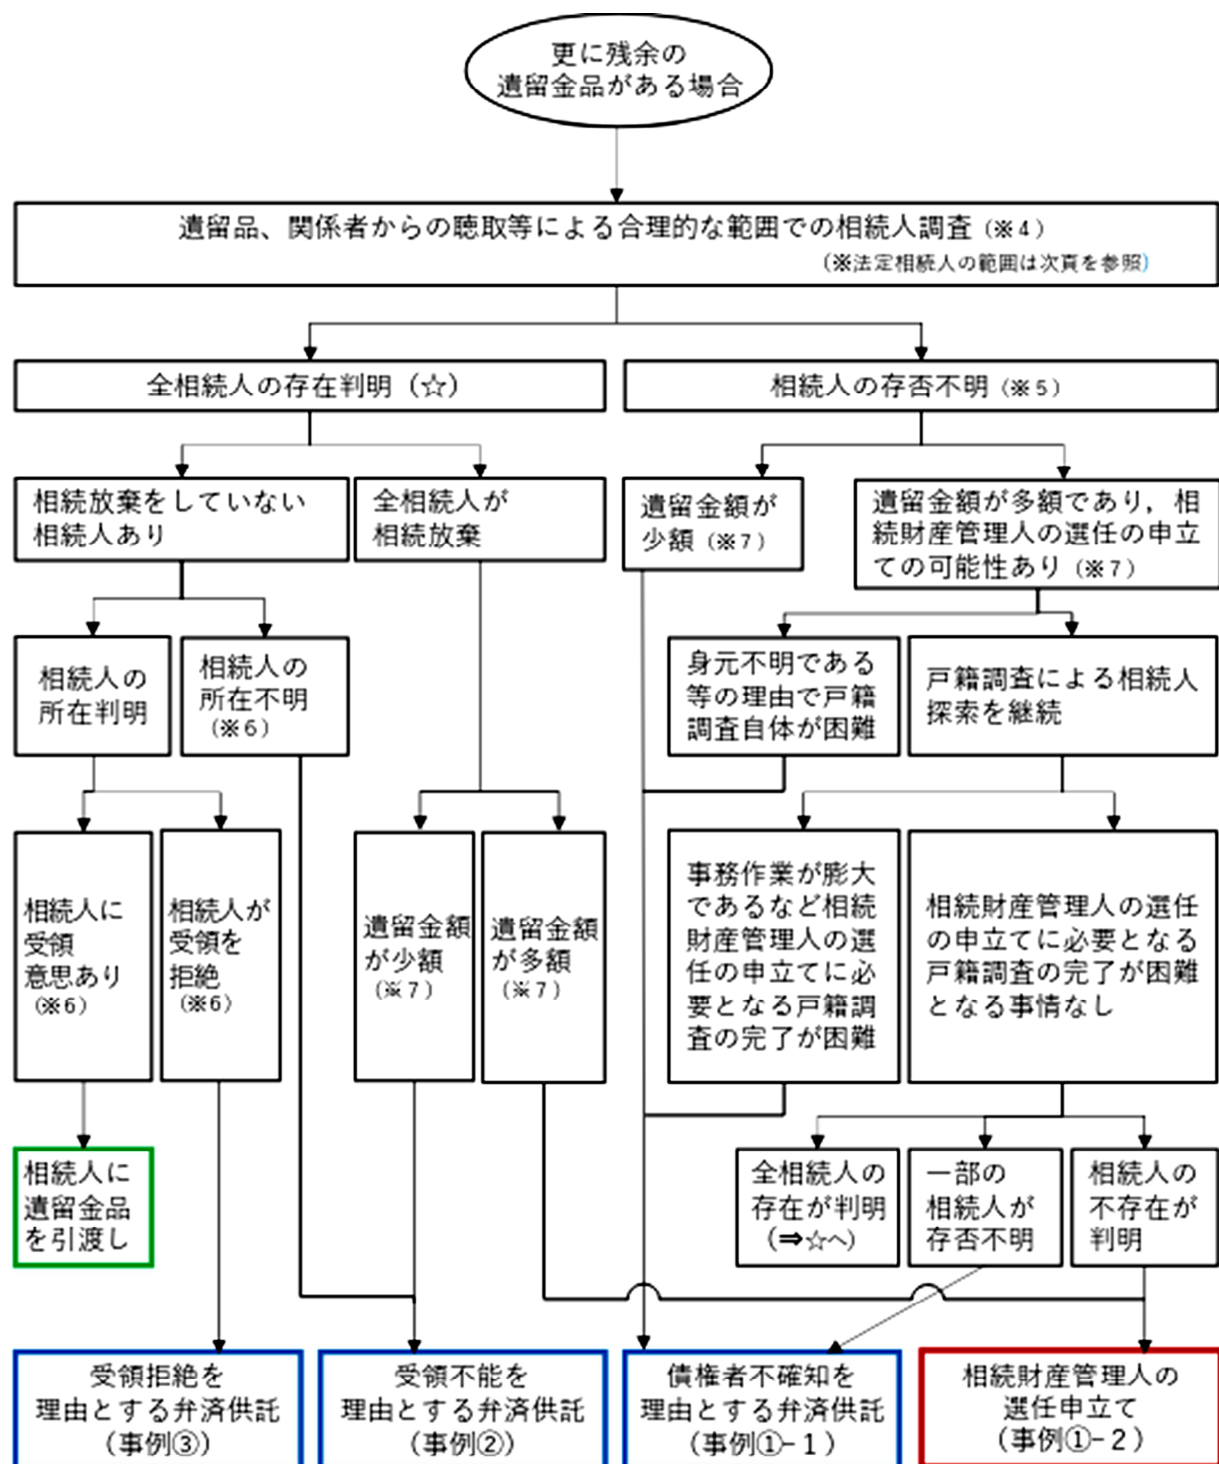 更に残余の
遺留金品がある場合
遺留品、関係者からの聴取等による合理的な範囲での相続人調査（※４）
（※法定相続人の範囲は次頁を参照）
全相続人の存在判明（☆）
相続人の存否不明（※５）
相続放棄をしていない
相続人あり
全相続人が
相続放棄
遺留金額が
少額（※７）
遺留金額が多額であり，相
続財産管理人の選任の申立
ての可能性あり（※７）
相続人の
所在判明
相続人の
所在不明
（※６）
身元不明である
等の理由で戸籍
調査自体が困難
戸籍調査による相続人
探索を継続
相続人に
受領
意思あり
（※６）
相続人が
受領を
拒絶
（※６）
遺留金額
が少額
（※７）
遺留金額
が多額
（※７）
事務作業が膨大
であるなど相続
財産管理人の選
任の申立てに必
要となる戸籍調
査の完了が困難
相続財産管理人の選任
の申立てに必要となる
戸籍調査の完了が困難
となる事情なし
相続人に
遺留金品
を引渡し
全相続人の
存在が判明
（⇒☆へ）
一部の
相続人が
存否不明
相続人の
不存在が
判明
受領拒絶を
理由とする弁済供託
（事例③）
受領不能を
理由とする弁済供託
（事例②）
債権者不確知を
理由とする弁済供託
（事例①-１）
相続財産管理人の
選任申立て
（事例①-２）